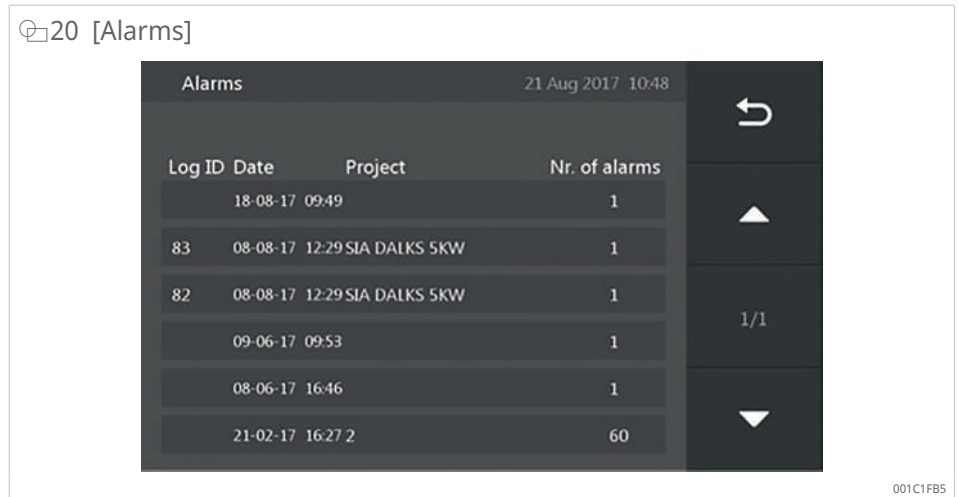 20 [Alarms]
Alarms 21 Aug 2017 10:48
Log ID Date Project Nr. of alarms
18-08-17 09:49 1
83 08-08-17 12:29 SIA DALKS 5KW 1
82 08-08-17 12:29 SIA DALKS 5KW 1
1/1
09-06-17 09:53 1
08-06-17 16:46 1
21-02-17 16:27 2 60
001C1FB5